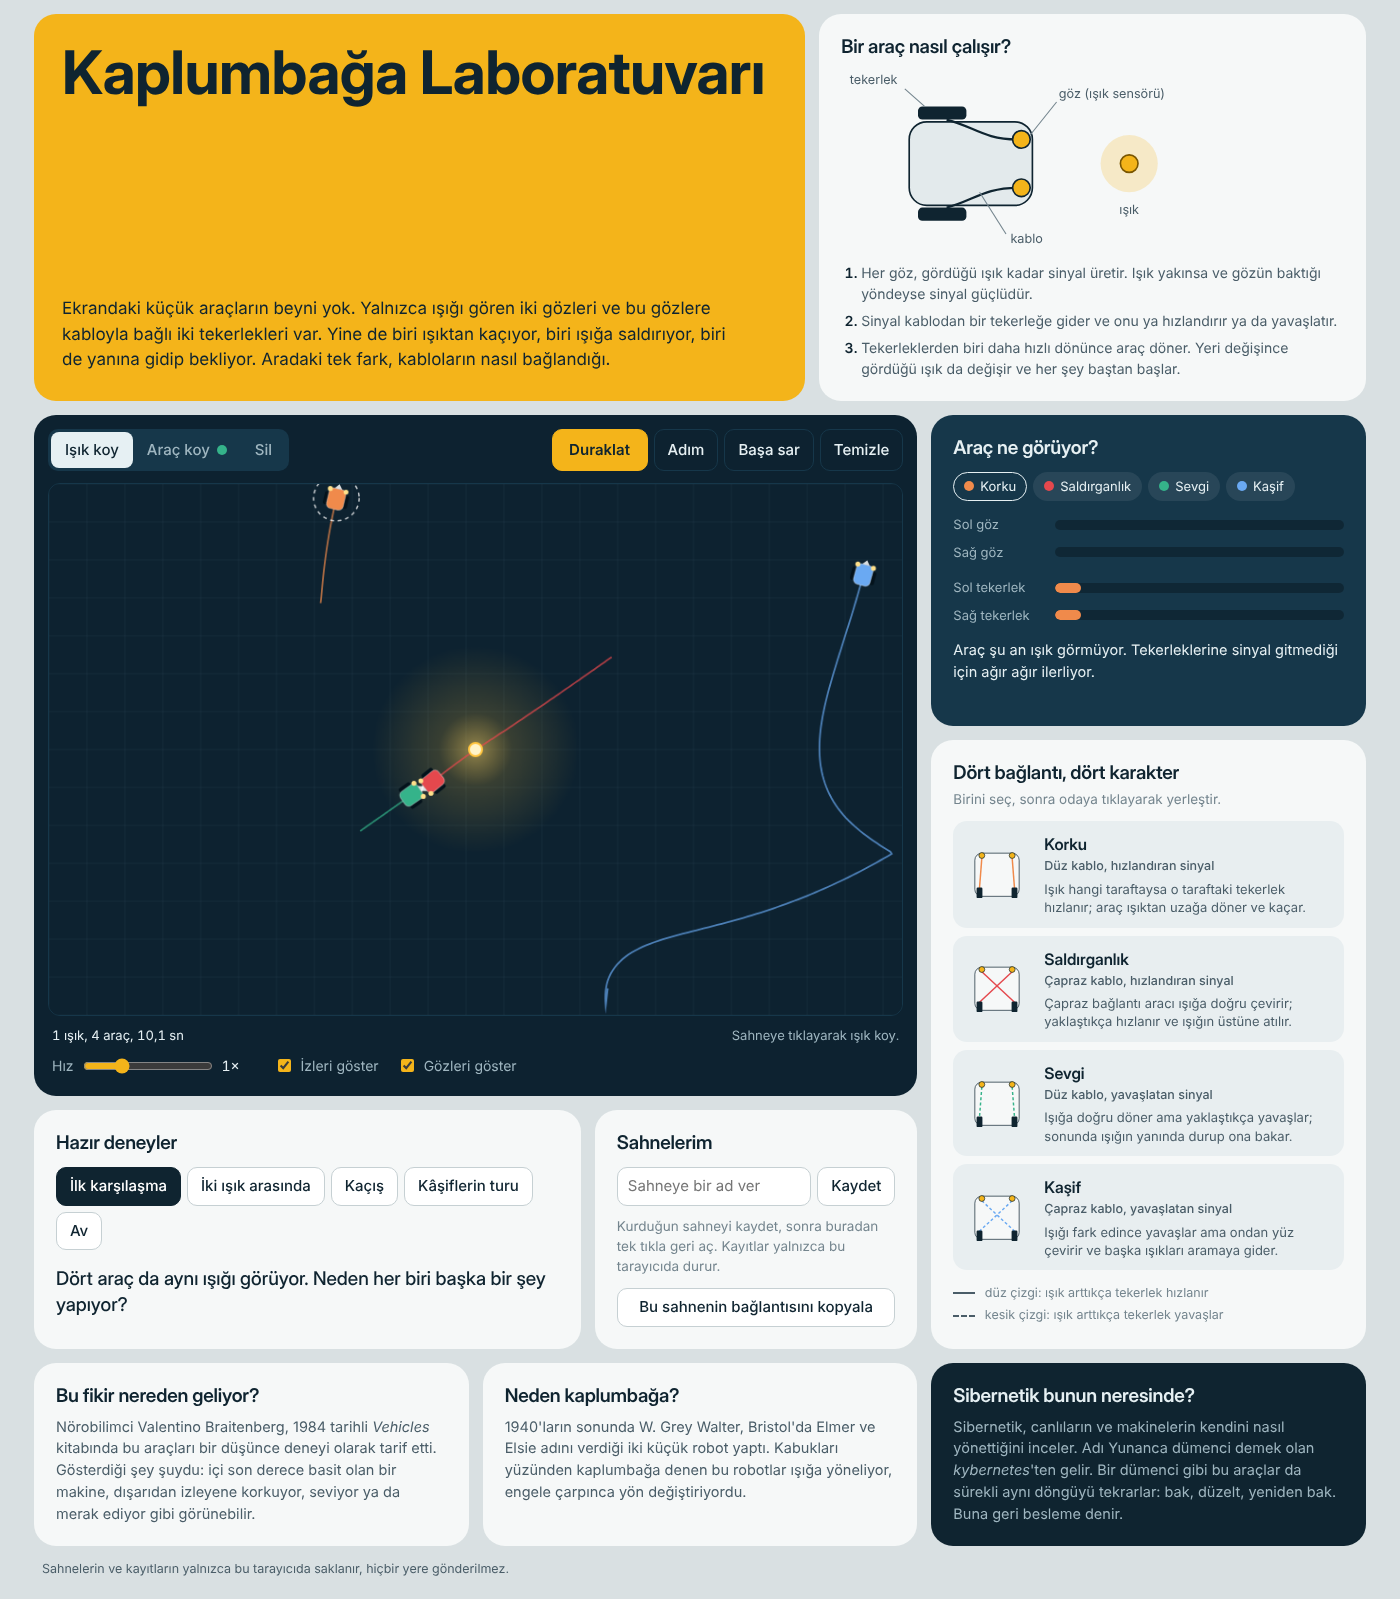 Kaplumbağa Laboratuvarı
Ekrandaki küçük araçların beyni yok. Yalnızca ışığı gören iki gözleri ve bu gözlere
kabloyla bağlı iki tekerlekleri var. Yine de biri ışıktan kaçıyor, biri ışığa saldırıyor, biri
de yanına gidip bekliyor. Aradaki tek fark, kabloların nasıl bağlandığı.
Bir araç nasıl çalışır?
tekerlek
göz (ışık sensörü)
ışık
kablo
1. Her göz, gördüğü ışık kadar sinyal üretir. Işık yakınsa ve gözün baktığı
yöndeyse sinyal güçlüdür.
2. Sinyal kablodan bir tekerleğe gider ve onu ya hızlandırır ya da yavaşlatır.
3. Tekerleklerden biri daha hızlı dönünce araç döner. Yeri değişince
gördüğü ışık da değişir ve her şey baştan başlar.
Işık koy Araç koy Sil
Duraklat Adım Başa sar Temizle
1 ışık, 4 araç, 10,1 sn
Sahneye tıklayarak ışık koy.
Hız 1× İzleri göster Gözleri göster
Araç ne görüyor?
Korku Saldırganlık Sevgi Kaşif
Sol göz
Sağ göz
Sol tekerlek
Sağ tekerlek
Araç şu an ışık görmüyor. Tekerleklerine sinyal gitmediği
için ağır ağır ilerliyor.
Dört bağlantı, dört karakter
Birini seç, sonra odaya tıklayarak yerleştir.
Korku
Düz kablo, hızlandıran sinyal
Işık hangi taraftaysa o taraftaki tekerlek
hızlanır; araç ışıktan uzağa döner ve kaçar.
Saldırganlık
Çapraz kablo, hızlandıran sinyal
Çapraz bağlantı aracı ışığa doğru çevirir;
yaklaştıkça hızlanır ve ışığın üstüne atılır.
Sevgi
Düz kablo, yavaşlatan sinyal
Işığa doğru döner ama yaklaştıkça yavaşlar;
sonunda ışığın yanında durup ona bakar.
Kaşif
Çapraz kablo, yavaşlatan sinyal
Işığı fark edince yavaşlar ama ondan yüz
çevirir ve başka ışıkları aramaya gider.
düz çizgi: ışık arttıkça tekerlek hızlanır
kesik çizgi: ışık arttıkça tekerlek yavaşlar
Hazır deneyler
İlk karşılaşma İki ışık arasında Kaçış Kâşiflerin turu
Av
Dört araç da aynı ışığı görüyor. Neden her biri başka bir şey
yapıyor?
Sahnelerim
Sahneye bir ad ver Kaydet
Kurduğun sahneyi kaydet, sonra buradan
tek tıkla geri aç. Kayıtlar yalnızca bu
tarayıcıda durur.
Bu sahnenin bağlantısını kopyala
Bu fikir nereden geliyor?
Nörobilimci Valentino Braitenberg, 1984 tarihli Vehicles
kitabında bu araçları bir düşünce deneyi olarak tarif etti.
Gösterdiği şey şuydu: içi son derece basit olan bir
makine, dışarıdan izleyene korkuyor, seviyor ya da
merak ediyor gibi görünebilir.
Neden kaplumbağa?
1940'ların sonunda W. Grey Walter, Bristol'da Elmer ve
Elsie adını verdiği iki küçük robot yaptı. Kabukları
yüzünden kaplumbağa denen bu robotlar ışığa yöneliyor,
engele çarpınca yön değiştiriyordu.
Sibernetik bunun neresinde?
Sibernetik, canlıların ve makinelerin kendini nasıl
yönettiğini inceler. Adı Yunanca dümenci demek olan
kybernetes'ten gelir. Bir dümenci gibi bu araçlar da
sürekli aynı döngüyü tekrarlar: bak, düzelt, yeniden bak.
Buna geri besleme denir.
Sahnelerin ve kayıtların yalnızca bu tarayıcıda saklanır, hiçbir yere gönderilmez.